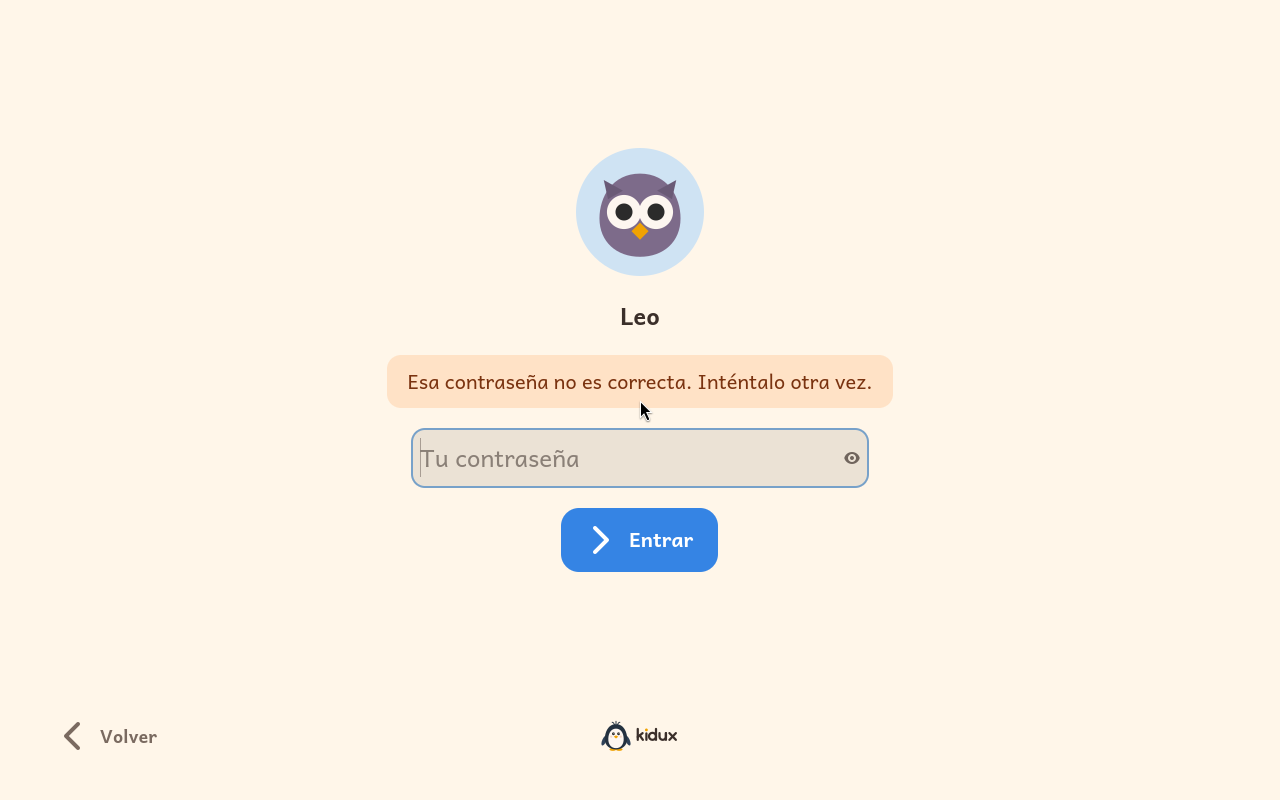 Leo
Esa contraseña no es correcta. Inténtalo otra vez.
Tu contraseña
Entrar
Volver
kidux